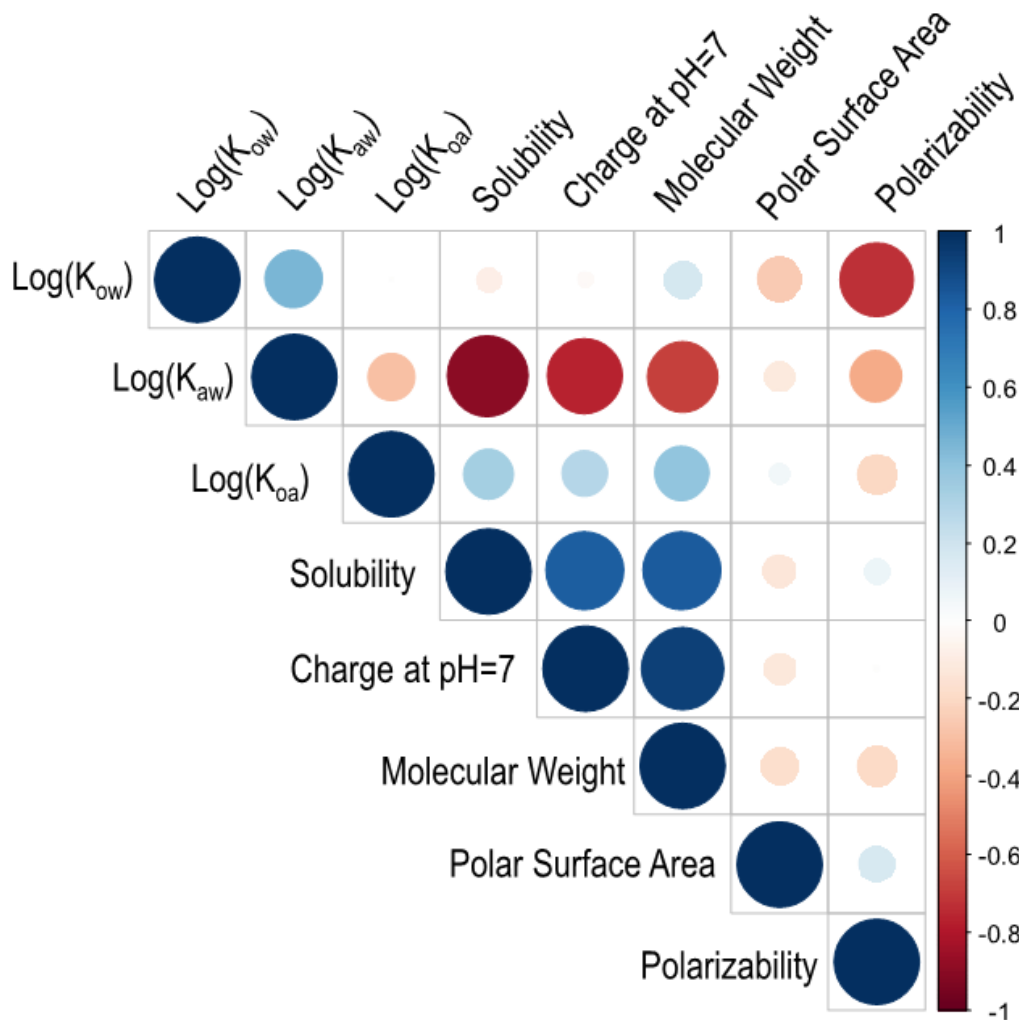 Log(Kow)
Log(Kaw)
Log(Koa)
Solubility
Charge at pH=7
Molecular Weight
Polar Surface Area
Polarizability
Log(Kow)
Log(Kaw)
Log(Koa)
Solubility
Charge at pH=7
Molecular Weight
Polar Surface Area
Polarizability
1
0.8
0.6
0.4
0.2
0
-0.2
-0.4
-0.6
-0.8
-1